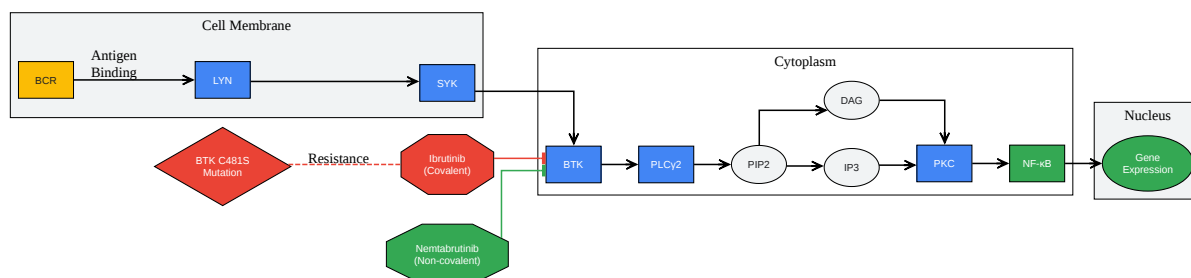 Cell Membrane
BCR
Antigen
Binding
LYN
SYK
BTK C481S
Mutation
Resistance
Ibrutinib
(Covalent)
Nemtabrutinib
(Non-covalent)
Cytoplasm
BTK
PLCγ2
PIP2
DAG
IP3
PKC
NF-κB
Nucleus
Gene
Expression